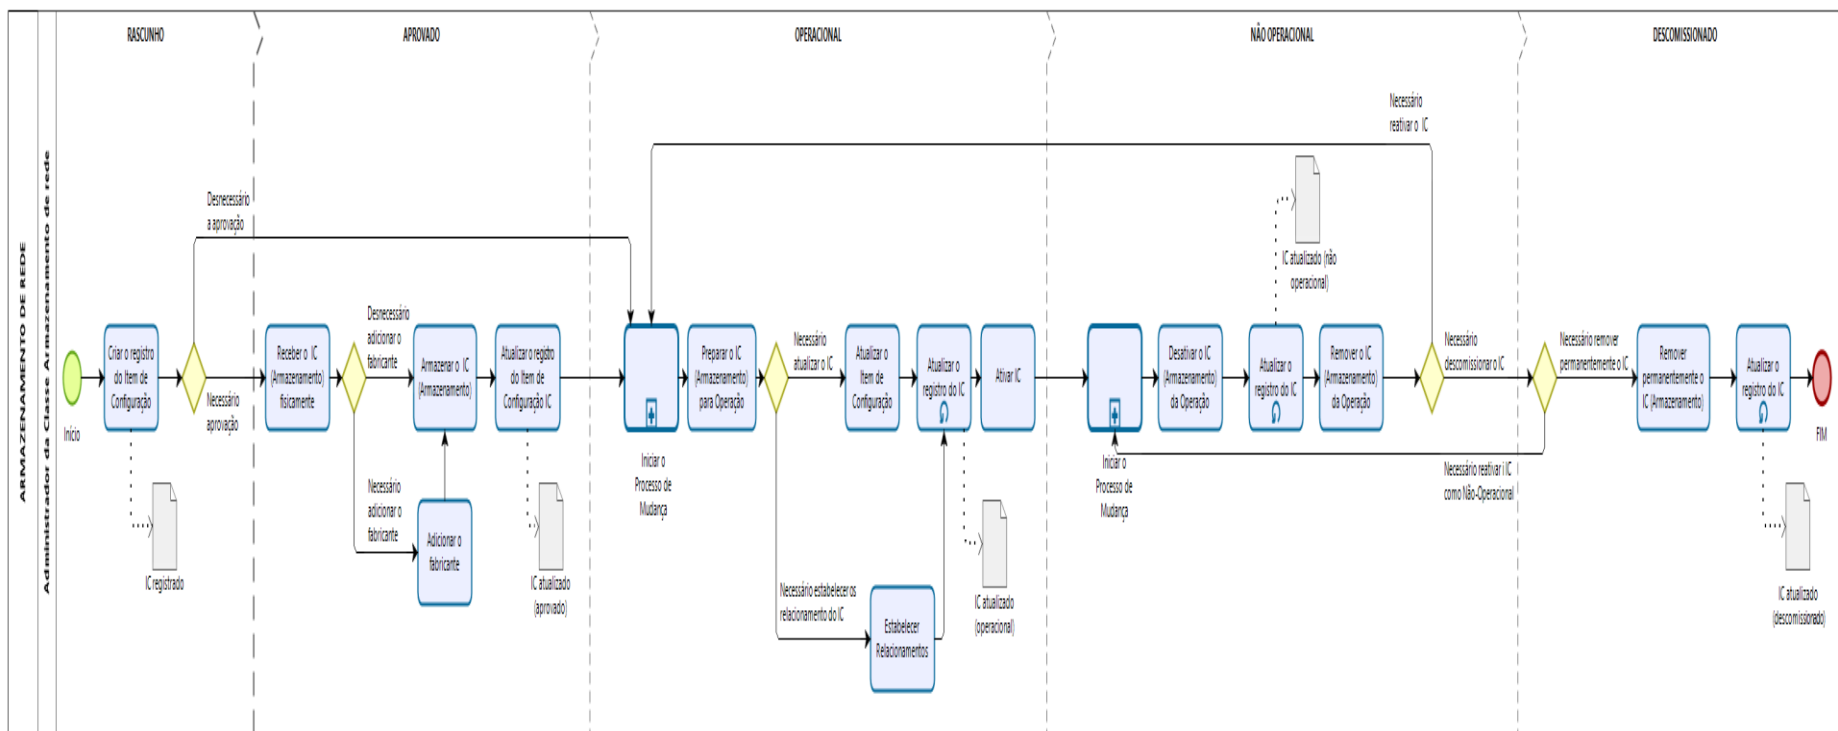 RASCUNHO
APROVADO
OPERACIONAL
NÃO OPERACIONAL
DESCOMISSIONADO
ARMAZENAMENTO DE REDE
Administrador da Classe Armazenamento de rede
Início
Criar o registro
do Item de
Configuração
IC registrado
Desnecessário
a aprovação
Necessário
aprovação
Receber o IC
(Armazenamento)
fisicamente
Desnecessário
adicionar o
fabricante
Necessário
adicionar o
fabricante
Adicionar o
fabricante
Armazenar o IC
(Armazenamento)
Atualizar o registro
do Item de
Configuração IC
IC atualizado
(aprovado)
Iniciar o
Processo de
Mudança
Preparar o IC
(Armazenamento)
para Operação
Necessário
atualizar o IC
Necessário estabelecer os
relacionamento do IC
Estabelecer
Relacionamentos
Atualizar o
Item de
Configuração
Atualizar o
registro do IC
IC atualizado
(operacional)
Ativar IC
Iniciar o
Processo de
Mudança
Desativar o IC
(Armazenamento)
da Operação
Atualizar o
registro do IC
IC atualizado (não
operacional)
Remover o IC
(Armazenamento)
da Operação
Necessário
reativar o IC
Necessário
descomissionar o IC
Necessário reativar i IC
como Não-Operacional
Necessário remover
permanentemente o IC
Remover
permanentemente o
IC (Armazenamento)
Atualizar o
registro do IC
IC atualizado
(descomissionado)
FIM